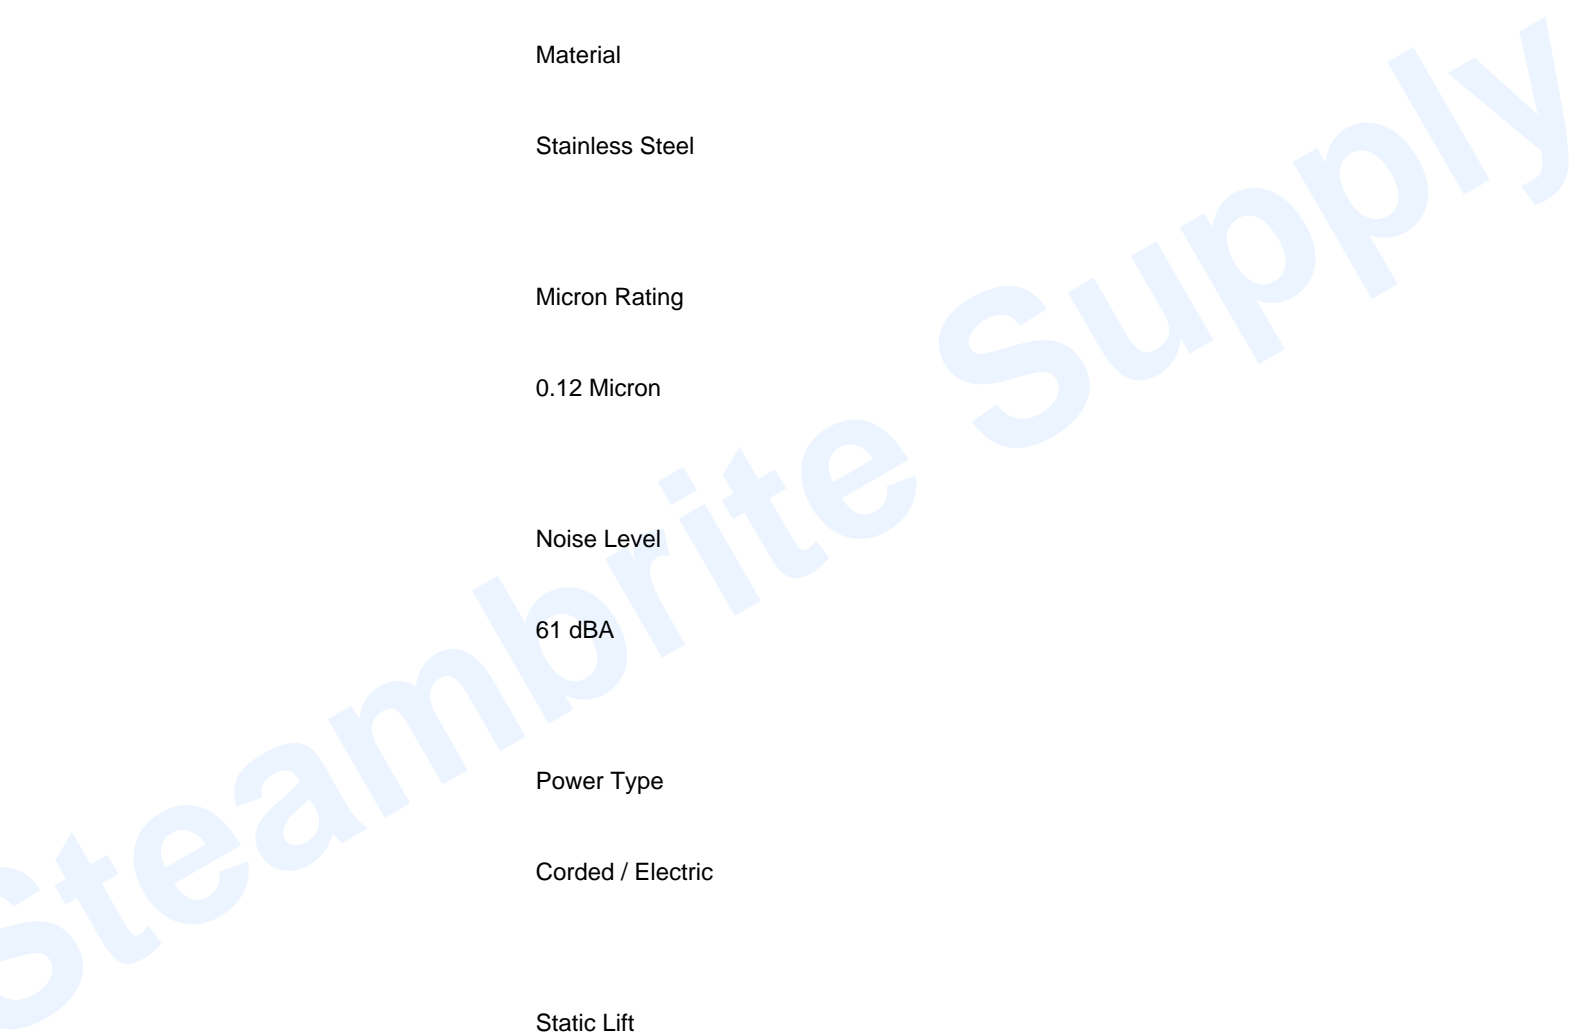 Material
Stainless Steel
Micron Rating
0.12 Micron
Noise Level
61 dBA
Power Type
Corded / Electric
Static Lift
Steambrite Supply